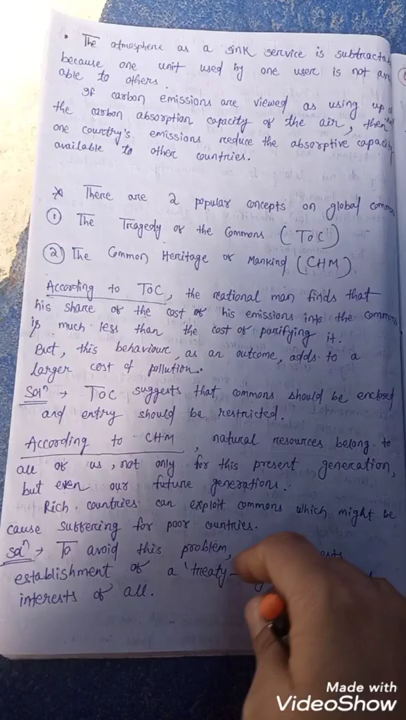 • The atmosphere as a sink service is
because one unit used by one user is not
able to others.
If carbon emissions are viewed as using up
the carbon absorption capacity of the air, then
one country's emissions reduce the absorptive
available to other countries.
* There are 2 popular concepts on global
① The Tragedy of the Commons (TOC)
② The Common Heritage of Mankind (CHM)
According to TOC, the rational man finds that
his share of the cost of his emissions into the
is much less than the cost of purifying it.
But, this behaviour, as an outcome, adds to a
larger cost of pollution.
Solⁿ → TOC suggests that commons should be enclosed
and entry should be restricted.
According to CHM, natural resources belong to
all of us, not only for this present generation,
but even our future generations.
Rich countries can exploit commons which might be
cause suffering for poor countries.
Solⁿ → To avoid this problem,
establishment of a 'treaty
interests of all.
Made with
VideoShow